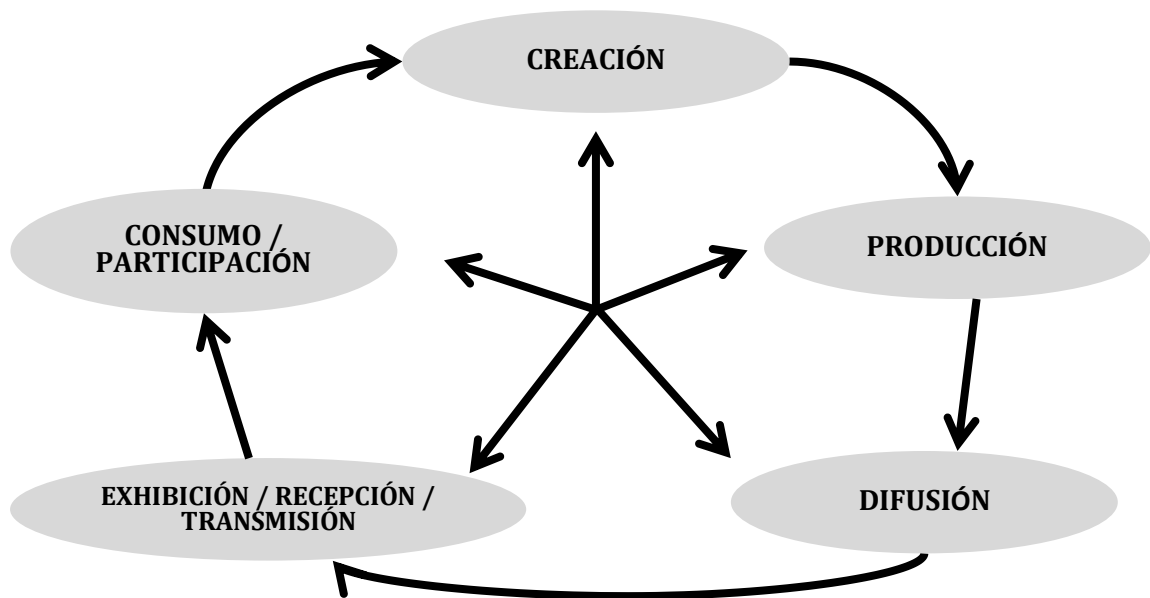 CREACIÓN
CONSUMO /
PARTICIPACIÓN
PRODUCCIÓN
EXHIBICIÓN / RECEPCIÓN /
TRANSMISIÓN
DIFUSIÓN